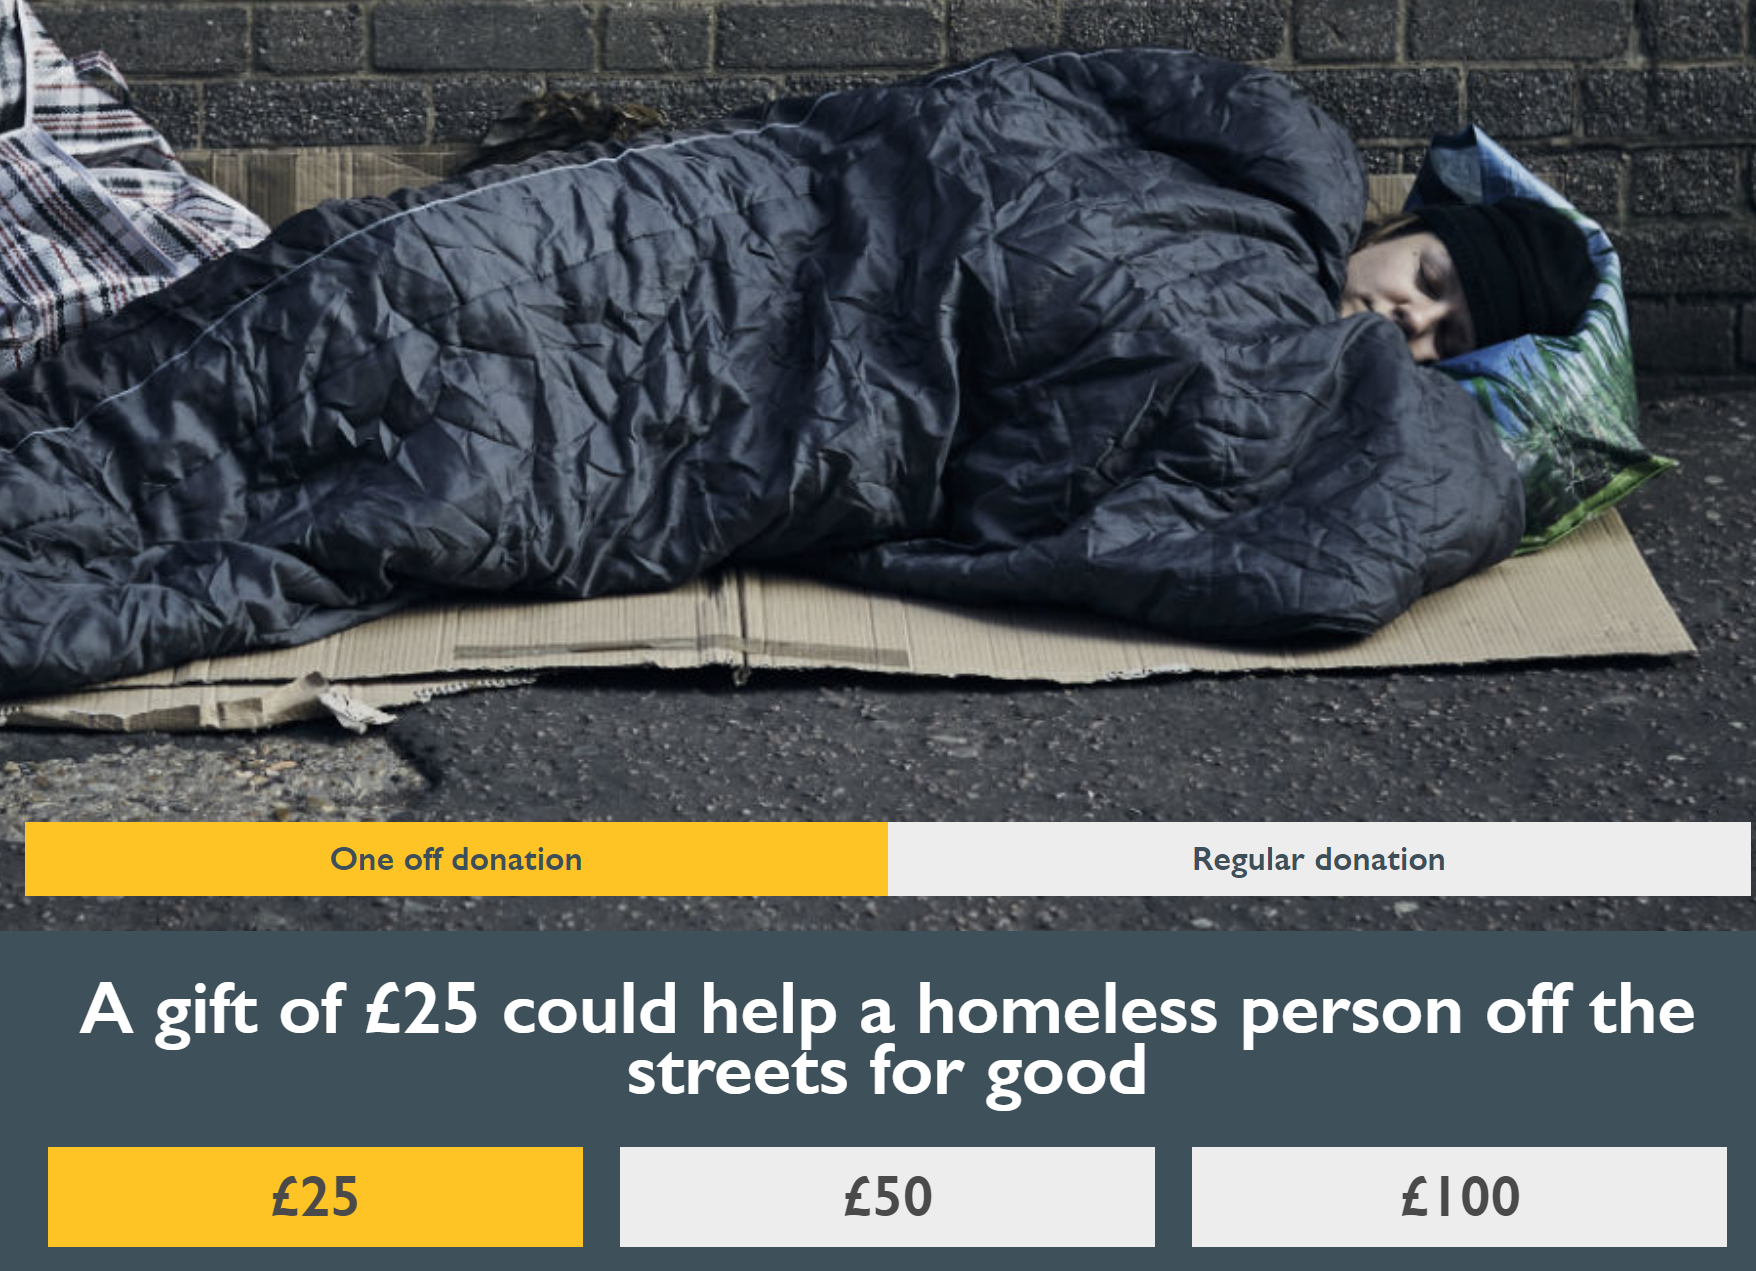 One off donation
Regular donation
A gift of £25 could help a homeless person off the
streets for good
£25
£50
£100